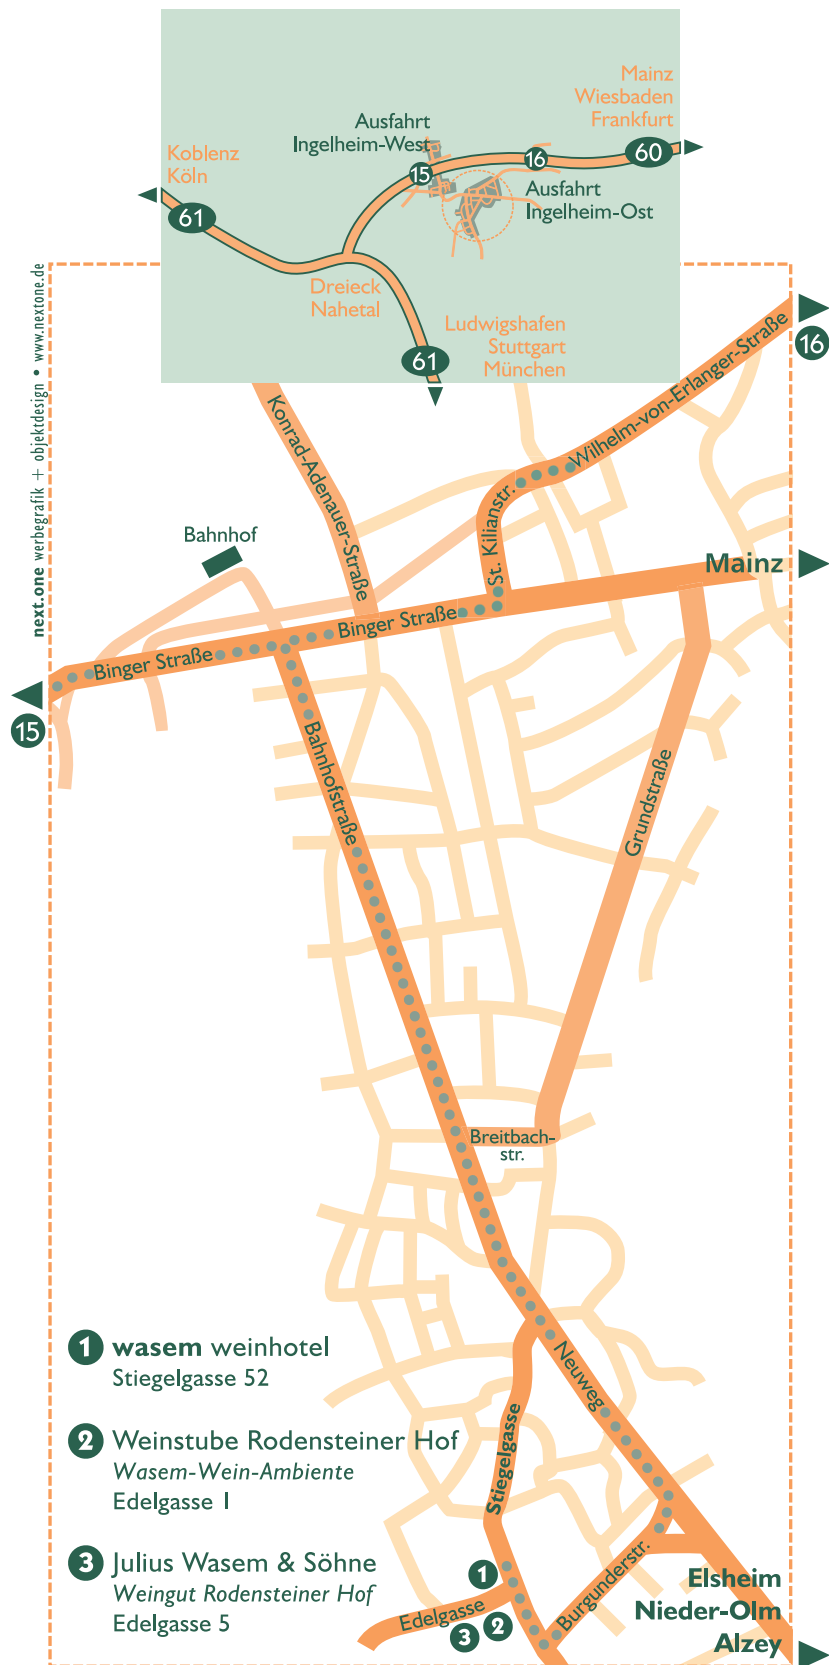 Mainz
Wiesbaden
Frankfurt
Ausfahrt
Ingelheim-West
Koblenz
Köln
60
16
15
Ausfahrt
Ingelheim-Ost
61
Dreieck
Nahetal
Ludwigshafen
Stuttgart
München
61
next.one werbegrafik + objektdesign • www.nextone.de
16
Wilhelm-von-Erlanger-Straße
Konrad-Adenauer-Straße
St. Kilianstr.
Bahnhof
Mainz
Binger Straße
Binger Straße
15
Bahnhofstraße
Grundstraße
Breitbach-
str.
1 wasem weinhotel
Stiegelgasse 52
Neuweg
Stiegelgasse
2 Weinstube Rodensteiner Hof
Wasem-Wein-Ambiente
Edelgasse 1
3 Julius Wasem & Söhne
Weingut Rodensteiner Hof
Edelgasse 5
1
Burgunderstr.
Edelgasse
2
3
Elsheim
Nieder-Olm
Alzey